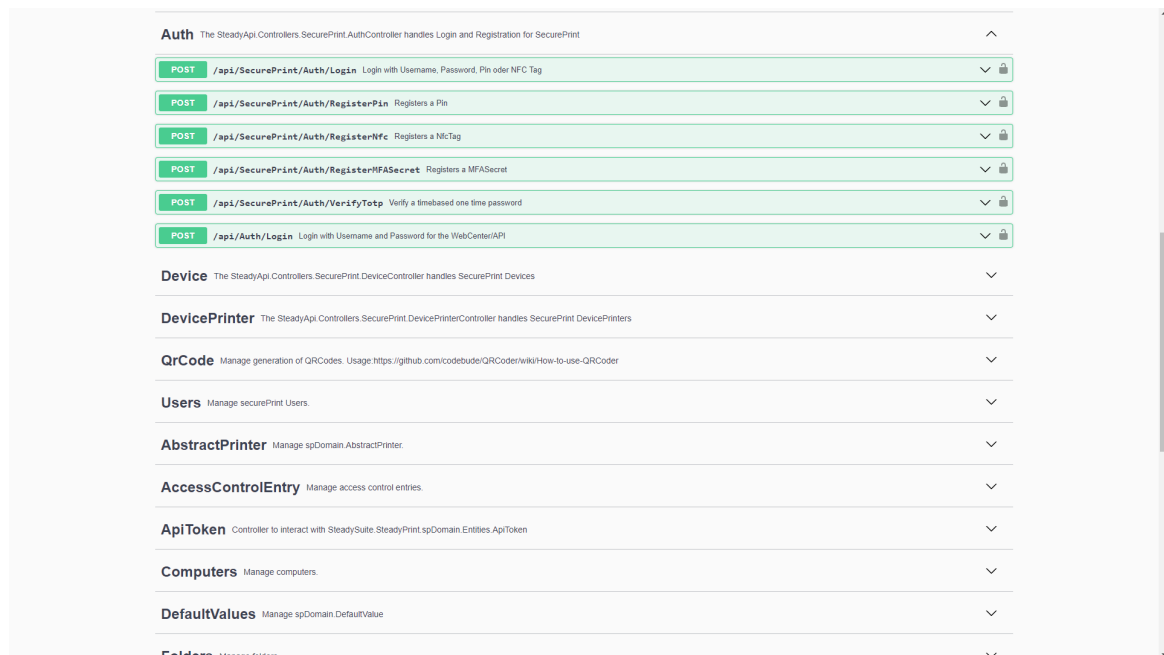 Auth The SteadyApi.Controllers.SecurePrint.AuthController handles Login and Registration for SecurePrint
POST /api/SecurePrint/Auth/Login Login with Username, Password, Pin oder NFC Tag
POST /api/SecurePrint/Auth/RegisterPin Registers a Pin
POST /api/SecurePrint/Auth/RegisterNfc Registers a NfcTag
POST /api/SecurePrint/Auth/RegisterMFASecret Registers a MFASecret
POST /api/SecurePrint/Auth/VerifyTotp Verify a timebased one time password
POST /api/Auth/Login Login with Username and Password for the WebCenter/API
Device The SteadyApi.Controllers.SecurePrint.DeviceController handles SecurePrint Devices
DevicePrinter The SteadyApi.Controllers.SecurePrint.DevicePrinterController handles SecurePrint DevicePrinters
QrCode Manage generation of QRCodes. Usage:https://github.com/codebude/QRCoder/wiki/How-to-use-QRCoder
Users Manage securePrint Users.
AbstractPrinter Manage spDomain.AbstractPrinter.
AccessControlEntry Manage access control entries.
ApiToken Controller to interact with SteadySuite.SteadyPrint.spDomain.Entities.ApiToken
Computers Manage computers.
DefaultValues Manage spDomain.DefaultValue
Folders Manage folders.